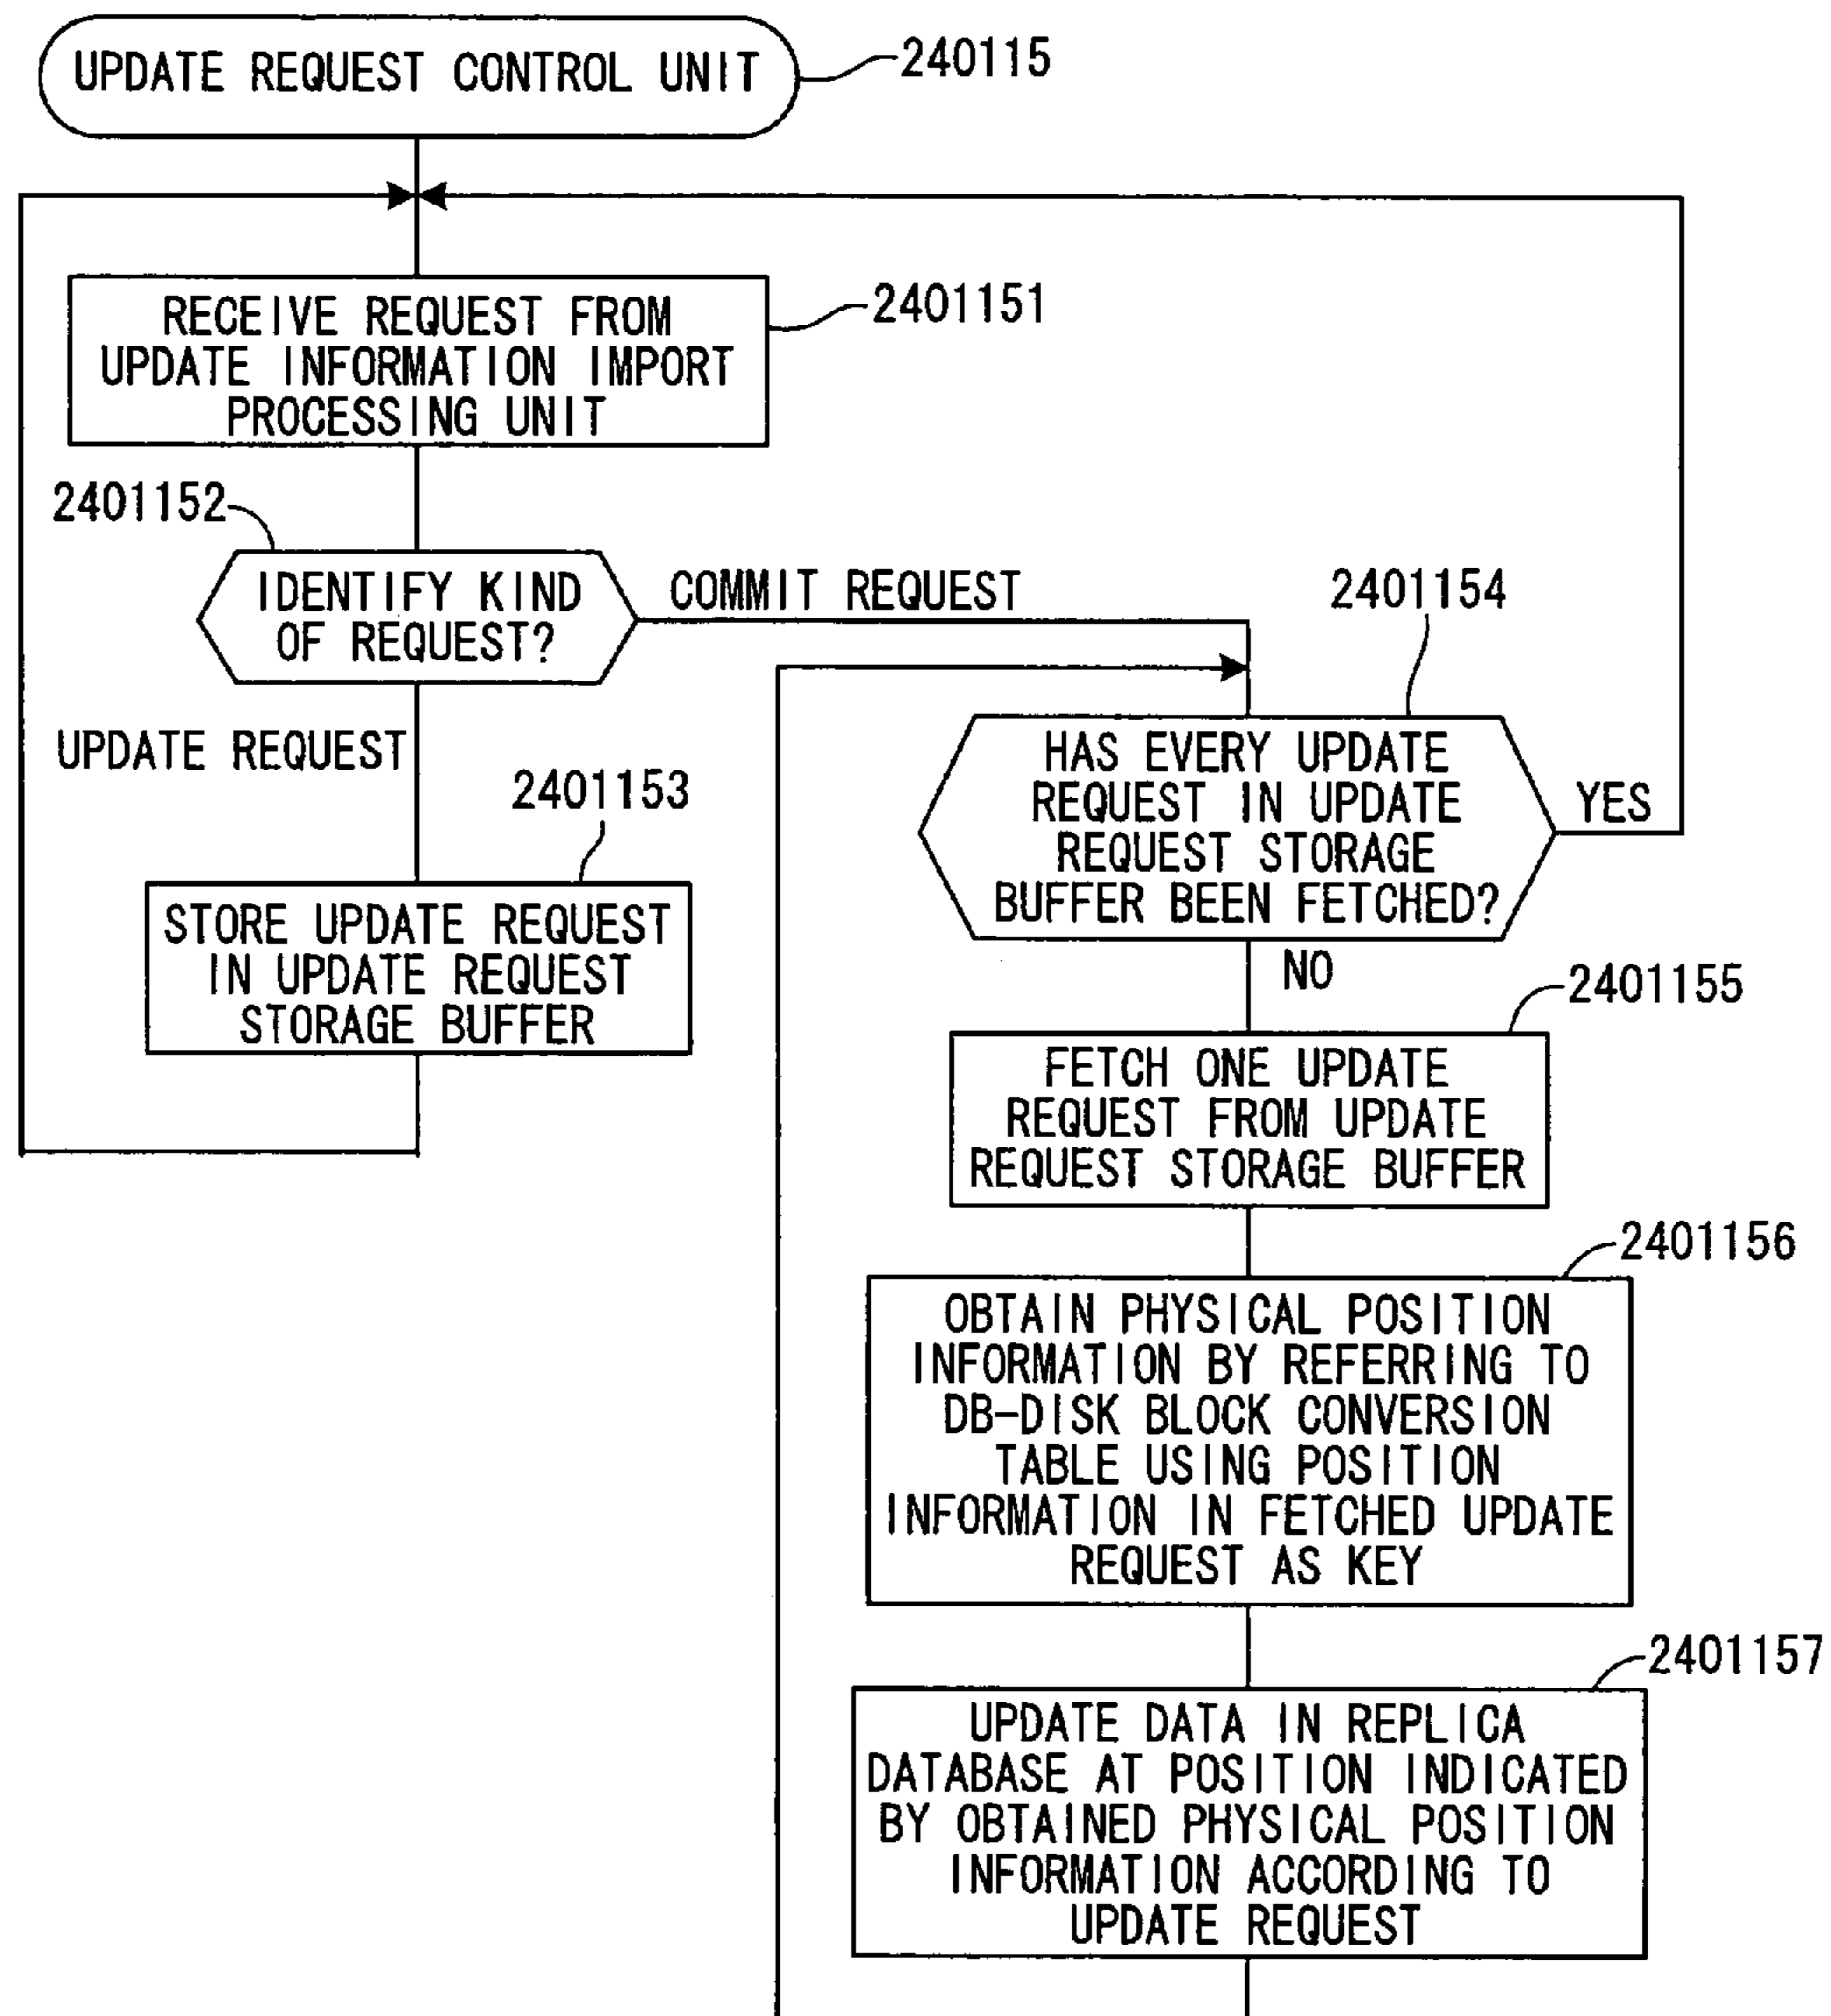 UPDATE REQUEST CONTROL UNIT
240115
RECEIVE REQUEST FROM
UPDATE INFORMATION IMPORT
PROCESSING UNIT
2401151
2401152
IDENTIFY KIND
OF REQUEST?
COMMIT REQUEST
UPDATE REQUEST
2401153
STORE UPDATE REQUEST
IN UPDATE REQUEST
STORAGE BUFFER
2401154
HAS EVERY UPDATE
REQUEST IN UPDATE
REQUEST STORAGE
BUFFER BEEN FETCHED?
YES
NO
2401155
FETCH ONE UPDATE
REQUEST FROM UPDATE
REQUEST STORAGE BUFFER
2401156
OBTAIN PHYSICAL POSITION
INFORMATION BY REFERRING TO
DB-DISK BLOCK CONVERSION
TABLE USING POSITION
INFORMATION IN FETCHED UPDATE
REQUEST AS KEY
2401157
UPDATE DATA IN REPLICA
DATABASE AT POSITION INDICATED
BY OBTAINED PHYSICAL POSITION
INFORMATION ACCORDING TO
UPDATE REQUEST